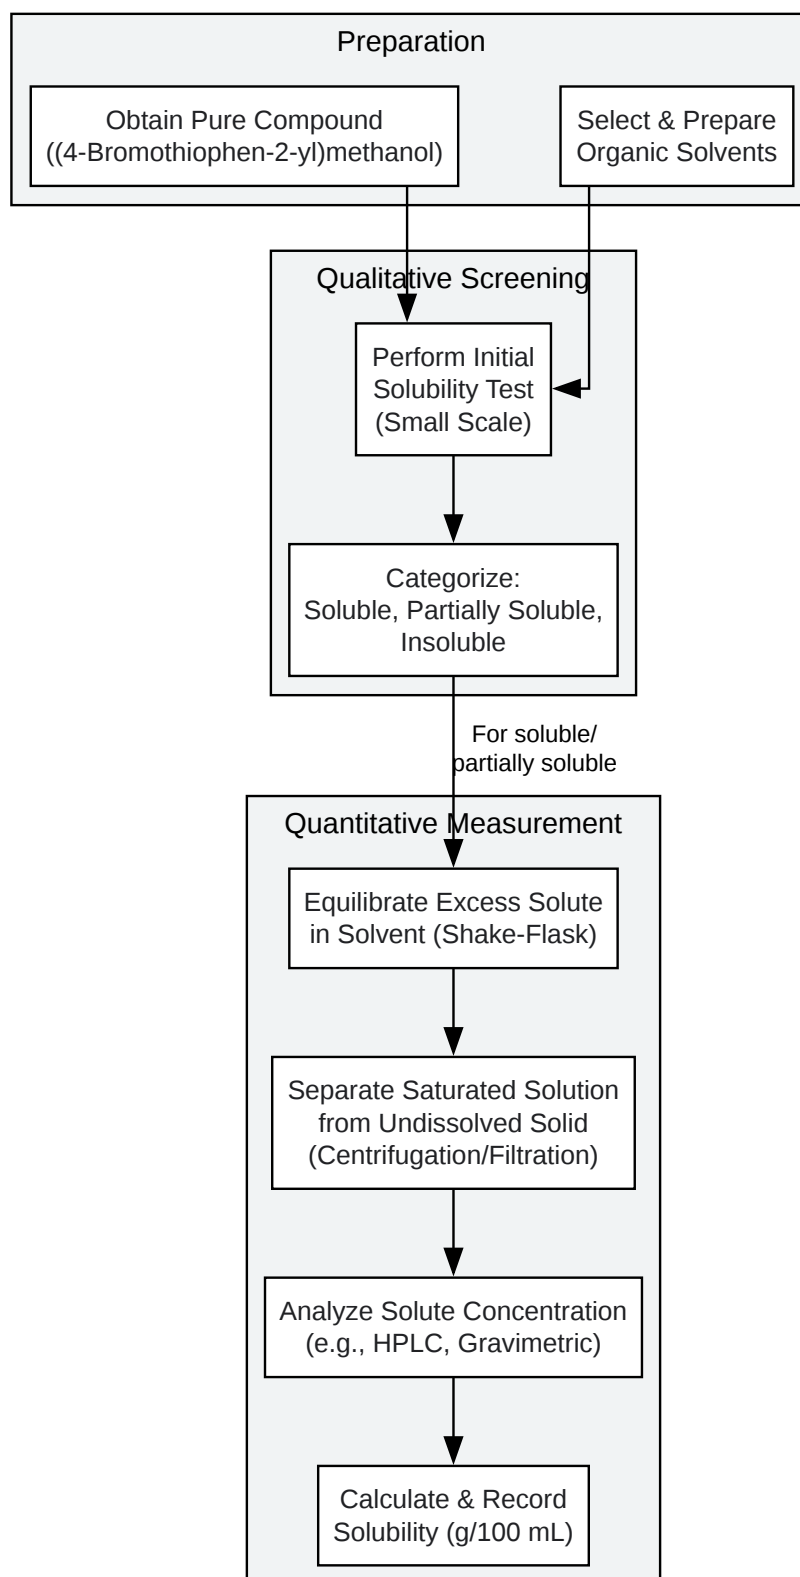 Preparation
Obtain Pure Compound
((4-Bromothiophen-2-yl)methanol)
Select & Prepare
Organic Solvents
Qualitative Screening
Perform Initial
Solubility Test
(Small Scale)
Categorize:
Soluble, Partially Soluble,
Insoluble
For soluble/
partially soluble
Quantitative Measurement
Equilibrate Excess Solute
in Solvent (Shake-Flask)
Separate Saturated Solution
from Undissolved Solid
(Centrifugation/Filtration)
Analyze Solute Concentration
(e.g., HPLC, Gravimetric)
Calculate & Record
Solubility (g/100 mL)